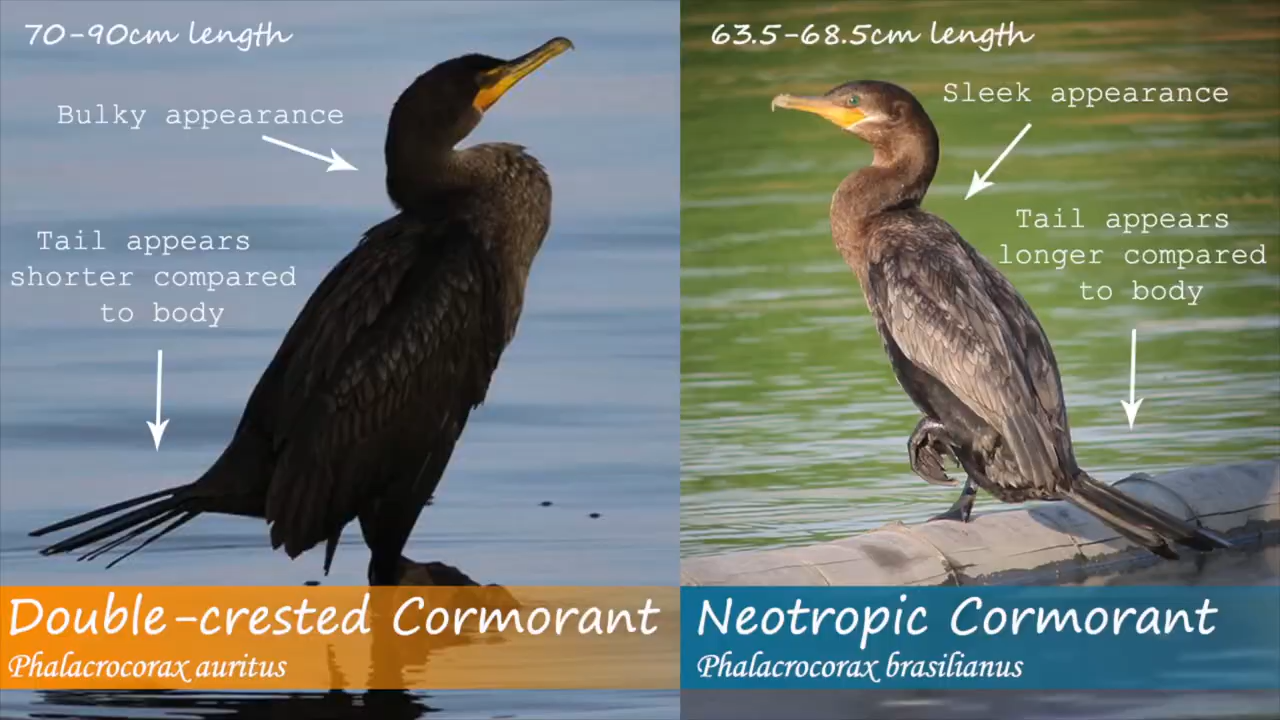 70-90cm length
Bulky appearance
Tail appears
shorter compared
to body
Double-crested Cormorant
Phalacrocorax auritus
63.5-68.5cm length
Sleek appearance
Tail appears
longer compared
to body
Neotropic Cormorant
Phalacrocorax brasilianus